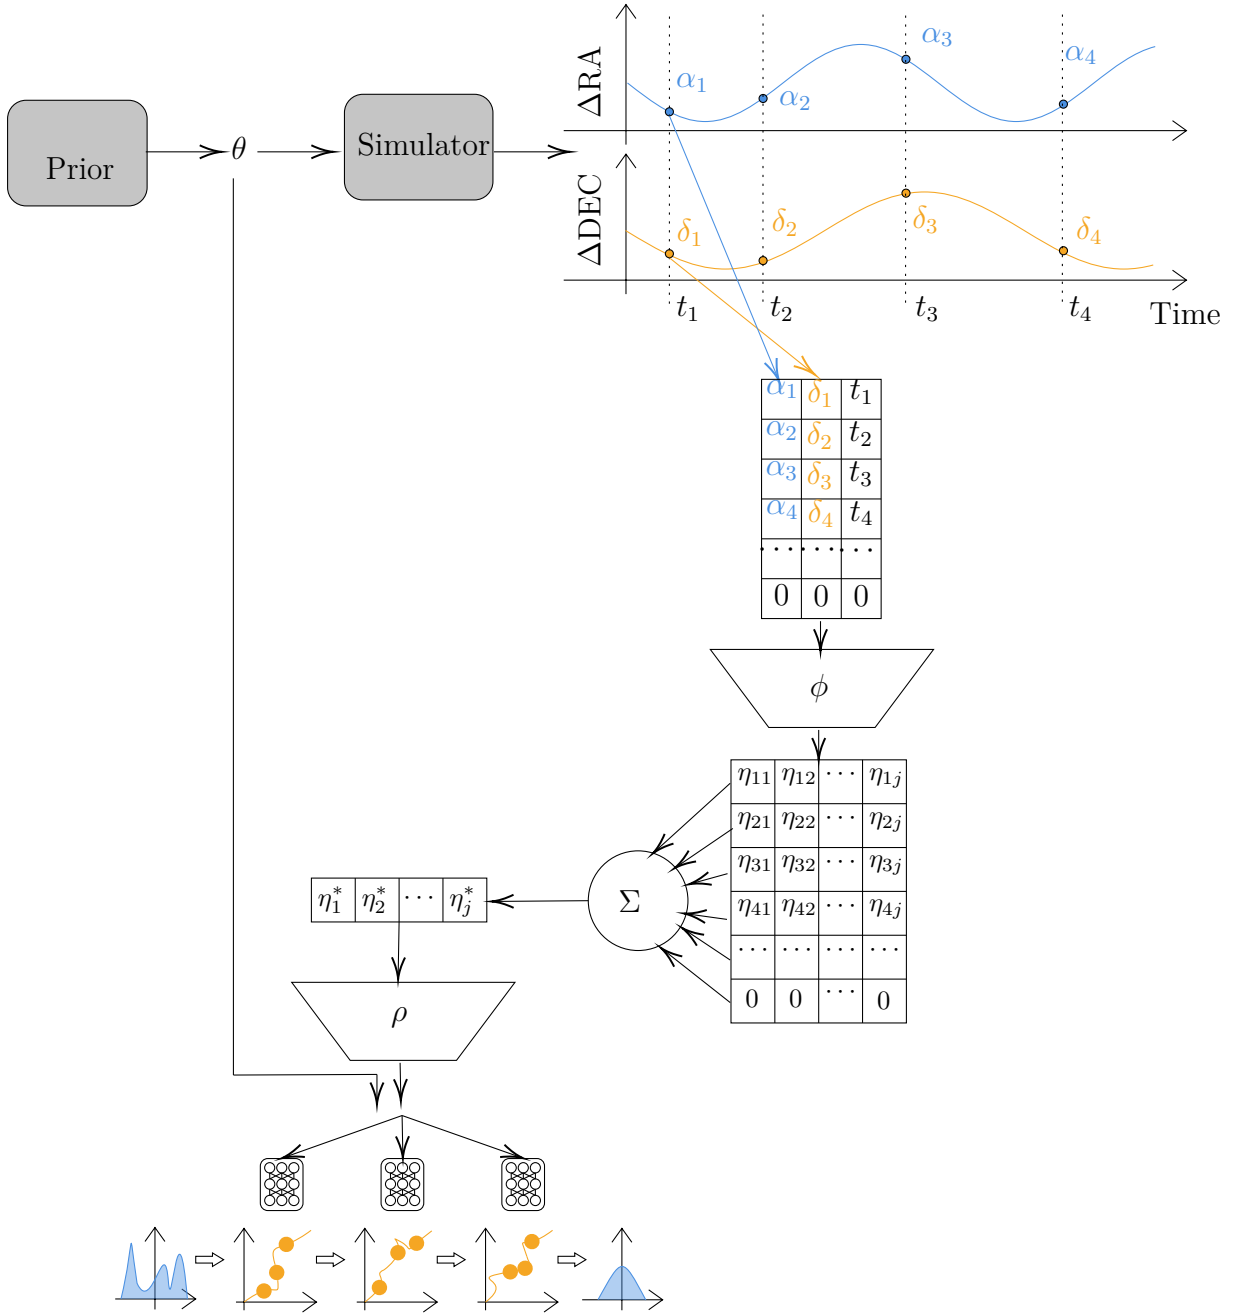 Prior
θ
Simulator
ΔRA
α₁
α₂
α₃
α₄
ΔDEC
δ₁
δ₂
δ₃
δ₄
t₁
t₂
t₃
t₄
Time
α₁ δ₁ t₁
α₂ δ₂ t₂
α₃ δ₃ t₃
α₄ δ₄ t₄
... ... ...
0 0 0
ϕ
η₁₁ η₁₂ ⋯ η₁ⱼ
η₂₁ η₂₂ ⋯ η₂ⱼ
η₃₁ η₃₂ ⋯ η₃ⱼ
η₄₁ η₄₂ ⋯ η₄ⱼ
⋯ ⋯ ⋯ ⋯
0 0 ⋯ 0
Σ
η₁* η₂* ⋯ ηⱼ*
ρ